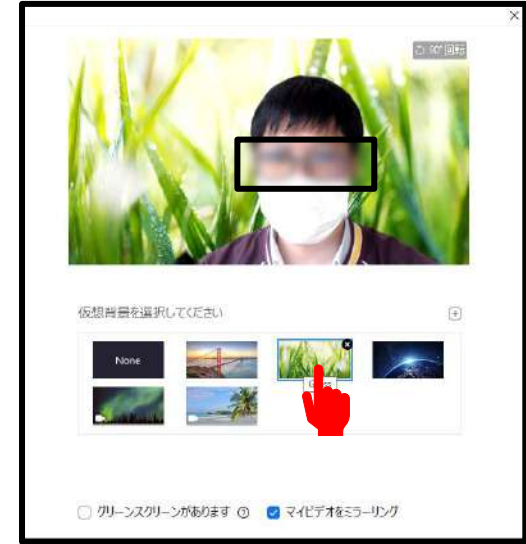 90°回転
仮想背景を選択してください
None
グリーンスクリーンがあります
マイビデオをミラーリング